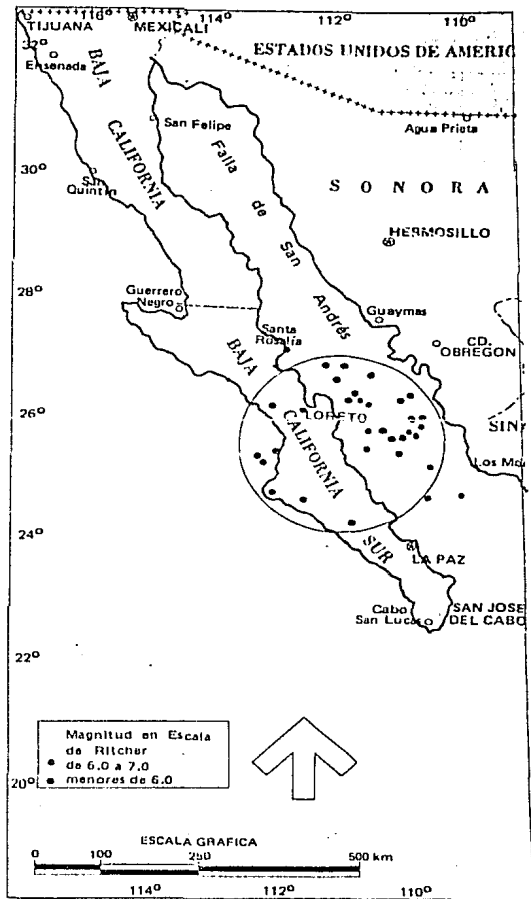 116° 114° 112° 110°
TIJUANA MEXICALI
32°
Ensenada
BAJA
CALIFORNIA
ESTADOS UNIDOS DE AMERIC
San Felipe
Agua Prieta
Falla
de
San
Andrés
30°
San
Quintín
SONORA
HERMOSILLO
Guerrero
Negro
28°
Guaymas
Santa
Rosalía
CD.
OBREGON
BAJA
CALIFORNIA
SUR
26°
LORETO
SIN
Los Mo
24°
LA PAZ
Cabo
San Lucas
SAN JOSE
DEL CABO
22°
Magnitud en Escala
de Ritcher
de 6.0 a 7.0
menores de 6.0
20°
ESCALA GRAFICA
0 100 250 500 km
114° 112° 110°